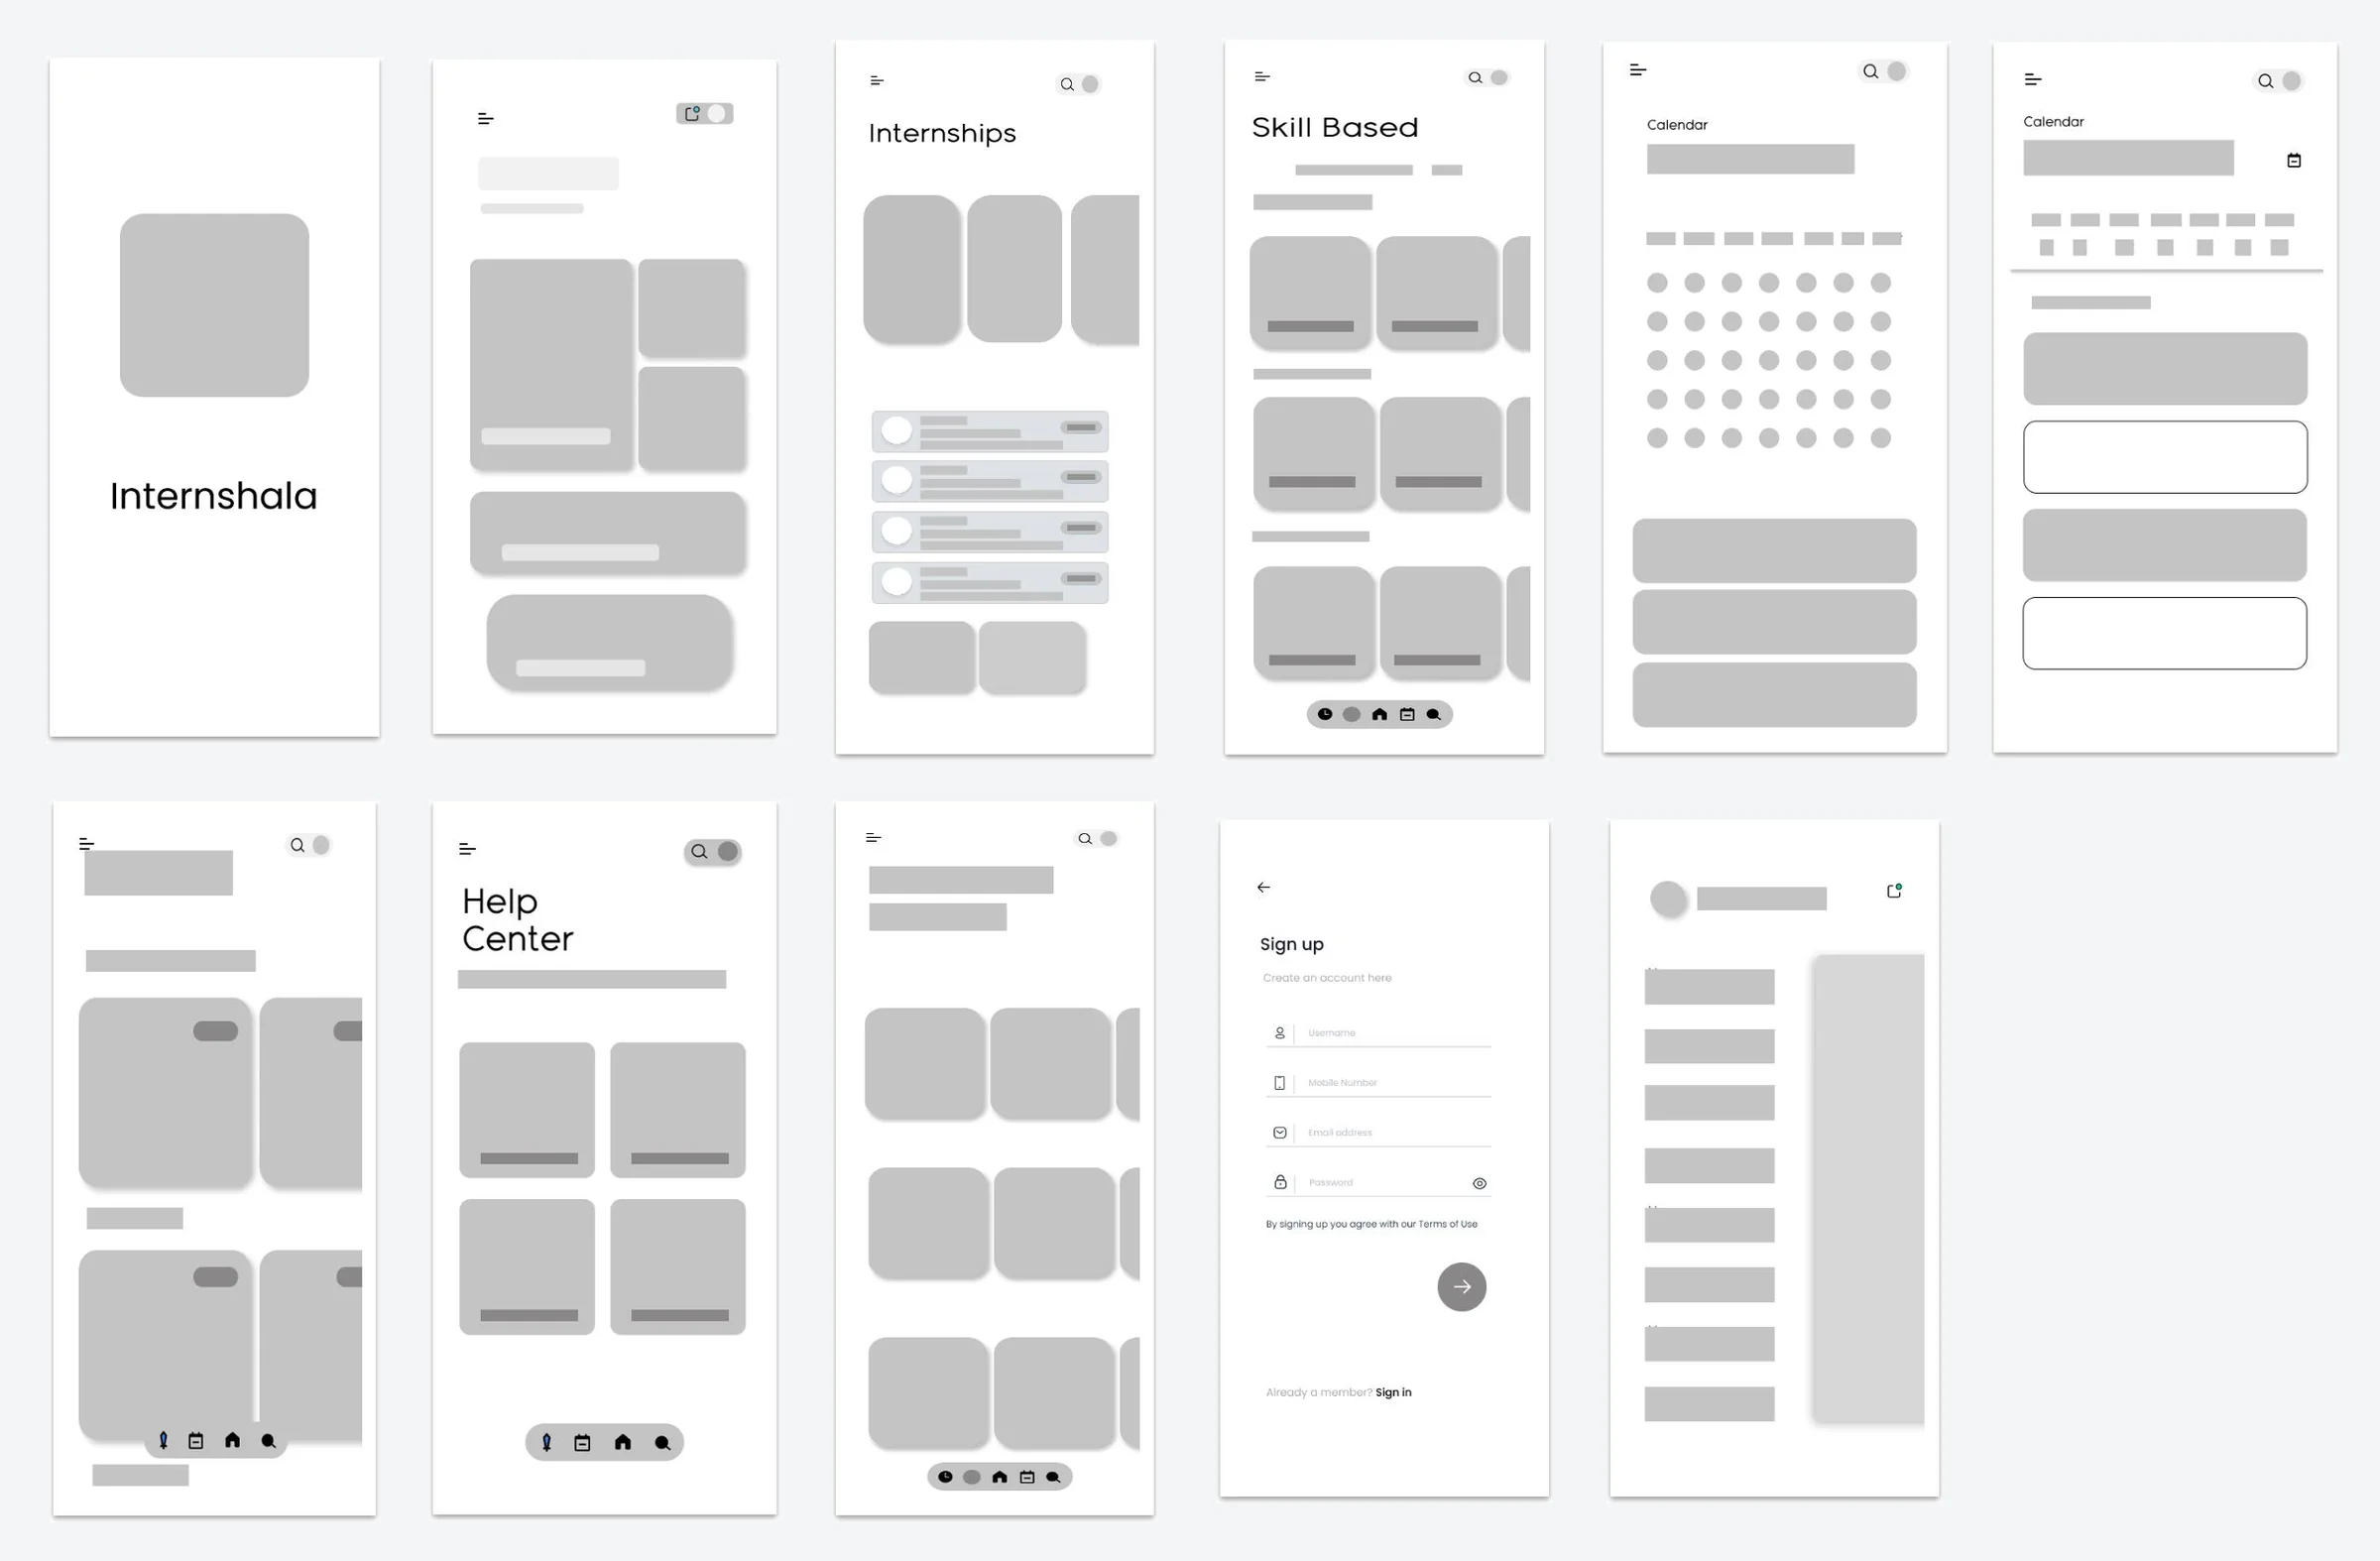 Internshala
Internships
Skill Based
Calendar
Calendar
Help
Center
Sign up
Create an account here
Username
Mobile Number
Email address
Password
By signing up you agree with our Terms of Use
Already a member? Sign in